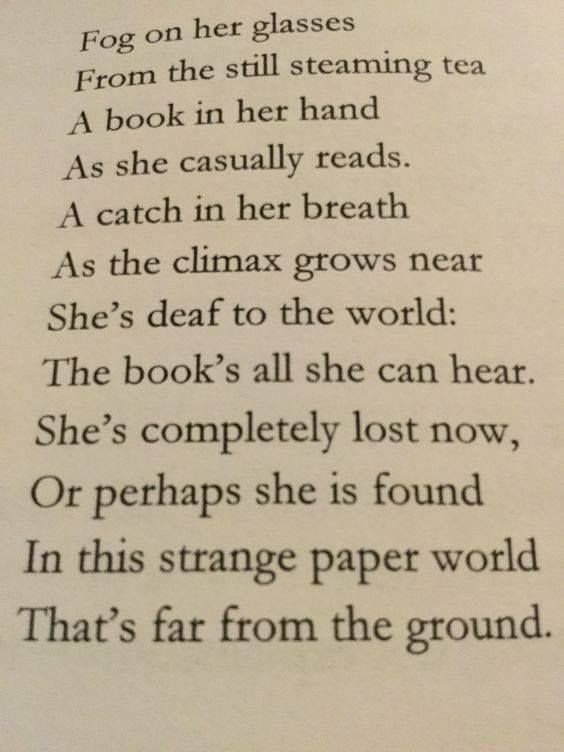 Fog on her glasses
From the still steaming tea
A book in her hand
As she casually reads.
A catch in her breath
As the climax grows near
She's deaf to the world:
The book's all she can hear.
She's completely lost now,
Or perhaps she is found
In this strange paper world
That's far from the ground.